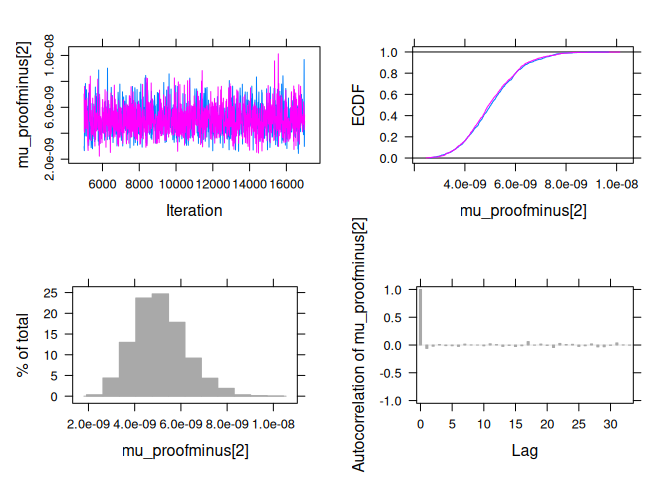 mu_proofminus[2]
2.0e-09 6.0e-09 1.0e-08
6000 8000 10000 12000 14000 16000
Iteration
ECDF
0.0 0.2 0.4 0.6 0.8 1.0
4.0e-09 6.0e-09 8.0e-09 1.0e-08
mu_proofminus[2]
% of total
0 5 10 15 20 25
2.0e-09 4.0e-09 6.0e-09 8.0e-09 1.0e-08
mu_proofminus[2]
Autocorrelation of mu_proofminus[2]
-1.0 -0.5 0.0 0.5 1.0
0 5 10 15 20 25 30
Lag